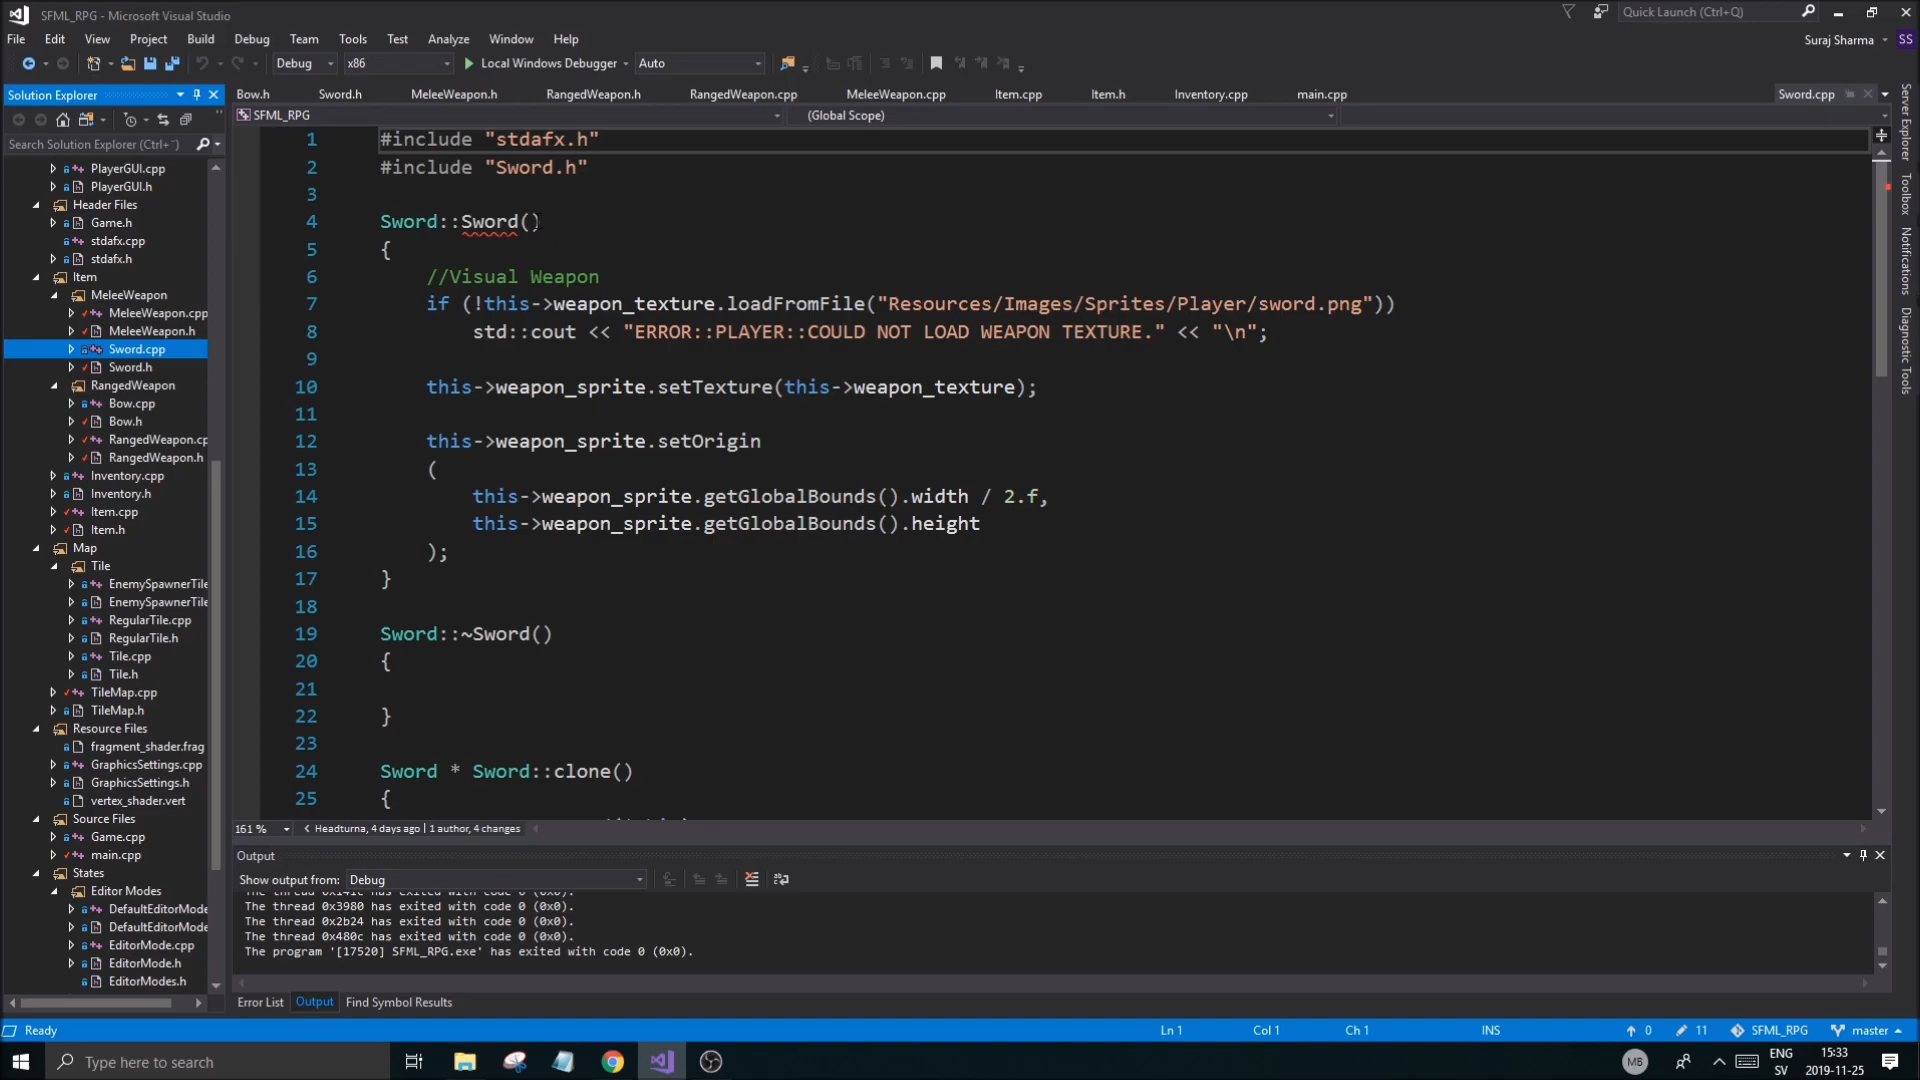 SFML_RPG - Microsoft Visual Studio
Quick Launch (Ctrl+Q)
File Edit View Project Build Debug Team Tools Test Analyze Window Help
Suraj Sharma SS
Debug x86 Local Windows Debugger Auto
Solution Explorer
Bow.h Sword.h MeleeWeapon.h RangedWeapon.h RangedWeapon.cpp MeleeWeapon.cpp Item.cpp Item.h Inventory.cpp main.cpp Sword.cpp
SFML_RPG (Global Scope)
Search Solution Explorer (Ctrl+¨)
PlayerGUI.cpp
PlayerGUI.h
Header Files
Game.h
stdafx.cpp
stdafx.h
Item
MeleeWeapon
MeleeWeapon.cpp
MeleeWeapon.h
Sword.cpp
Sword.h
RangedWeapon
Bow.cpp
Bow.h
RangedWeapon.cp
RangedWeapon.h
Inventory.cpp
Inventory.h
Item.cpp
Item.h
Map
Tile
EnemySpawnerTile
EnemySpawnerTile
RegularTile.cpp
RegularTile.h
Tile.cpp
Tile.h
TileMap.cpp
TileMap.h
Resource Files
fragment_shader.frag
GraphicsSettings.cpp
GraphicsSettings.h
vertex_shader.vert
Source Files
Game.cpp
main.cpp
States
Editor Modes
DefaultEditorMode
DefaultEditorMode
EditorMode.cpp
EditorMode.h
EditorModes.h
1 #include "stdafx.h"
2 #include "Sword.h"
3
4 Sword::Sword()
5 {
6 //Visual Weapon
7 if (!this->weapon_texture.loadFromFile("Resources/Images/Sprites/Player/sword.png"))
8 std::cout << "ERROR::PLAYER::COULD NOT LOAD WEAPON TEXTURE." << "\n";
9
10 this->weapon_sprite.setTexture(this->weapon_texture);
11
12 this->weapon_sprite.setOrigin
13 (
14 this->weapon_sprite.getGlobalBounds().width / 2.f,
15 this->weapon_sprite.getGlobalBounds().height
16 );
17 }
18
19 Sword::~Sword()
20 {
21
22 }
23
24 Sword * Sword::clone()
25 {
161 % Headturna, 4 days ago | 1 author, 4 changes
Output
Show output from: Debug
The thread 0x3980 has exited with code 0 (0x0).
The thread 0x2b24 has exited with code 0 (0x0).
The thread 0x480c has exited with code 0 (0x0).
The program '[17520] SFML_RPG.exe' has exited with code 0 (0x0).
Error List Output Find Symbol Results
Server Explorer
Toolbox
Notifications
Diagnostic Tools
Ready Ln 1 Col 1 Ch 1 INS 0 11 SFML_RPG master
Type here to search
MB
ENG
SV
15:33
2019-11-25